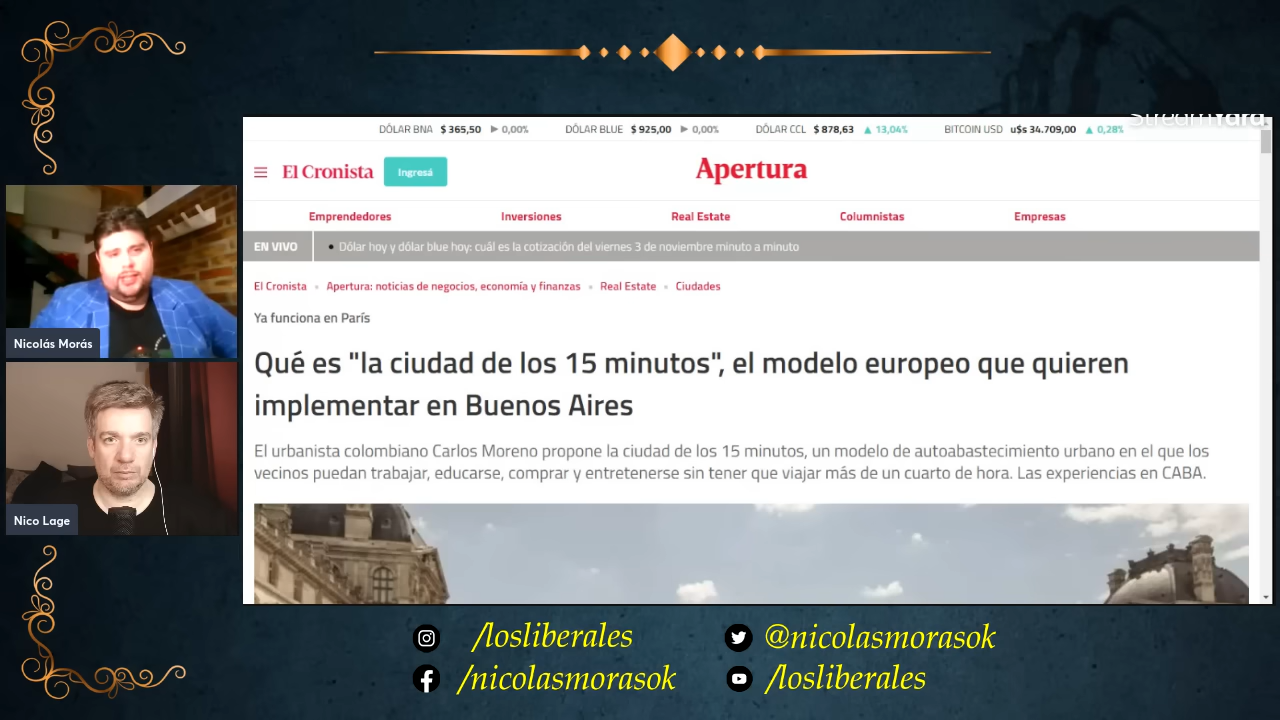 StreamYard
DÓLAR BNA $ 365,50 ▶ 0,00% DÓLAR BLUE $ 925,00 ▶ 0,00% DÓLAR CCL $ 878,63 ▲ 13,04% BITCOIN USD u$s 34.709,00 ▲ 0,28%
El Cronista Ingresá Apertura
Emprendedores Inversiones Real Estate Columnistas Empresas
EN VIVO • Dólar hoy y dólar blue hoy: cuál es la cotización del viernes 3 de noviembre minuto a minuto
El Cronista • Apertura: noticias de negocios, economía y finanzas • Real Estate • Ciudades
Ya funciona en París
Qué es "la ciudad de los 15 minutos", el modelo europeo que quieren
implementar en Buenos Aires
El urbanista colombiano Carlos Moreno propone la ciudad de los 15 minutos, un modelo de autoabastecimiento urbano en el que los
vecinos puedan trabajar, educarse, comprar y entretenerse sin tener que viajar más de un cuarto de hora. Las experiencias en CABA.
Nicolás Morás
Nico Lage
/losliberales @nicolasmorasok
/nicolasmorasok /losliberales